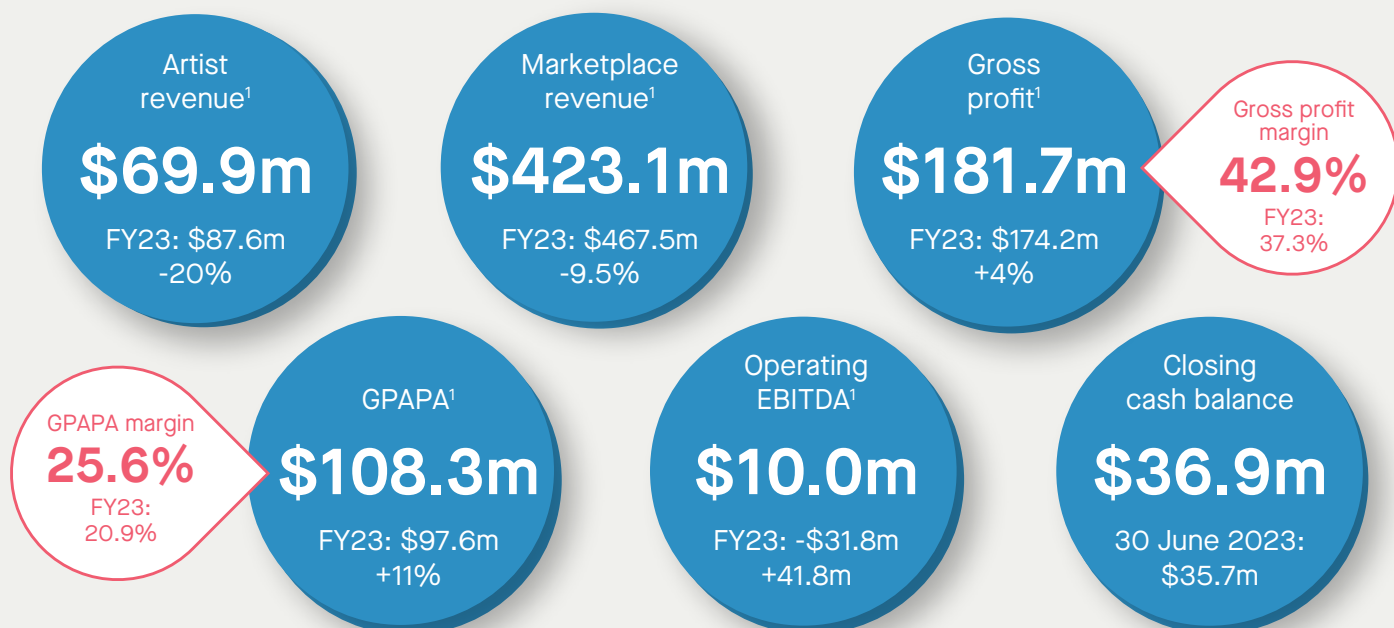 Artist
revenue¹
$69.9m
FY23: $87.6m
-20%
Marketplace
revenue¹
$423.1m
FY23: $467.5m
-9.5%
Gross
profit¹
$181.7m
FY23: $174.2m
+4%
Gross profit
margin
42.9%
FY23:
37.3%
GPAPA margin
25.6%
FY23:
20.9%
GPAPA¹
$108.3m
FY23: $97.6m
+11%
Operating
EBITDA¹
$10.0m
FY23: -$31.8m
+41.8m
Closing
cash balance
$36.9m
30 June 2023:
$35.7m